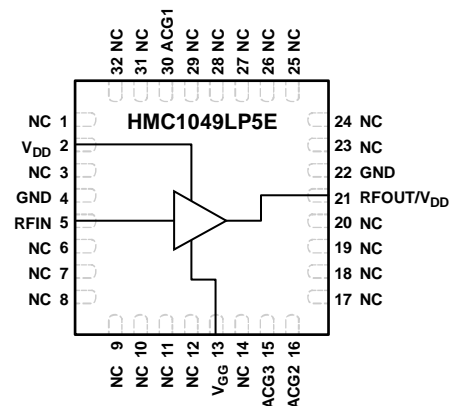 32 NC
31 NC
30 ACG1
29 NC
28 NC
27 NC
26 NC
25 NC
HMC1049LP5E
NC 1
VDD 2
NC 3
GND 4
RFIN 5
NC 6
NC 7
NC 8
24 NC
23 NC
22 GND
21 RFOUT/VDD
20 NC
19 NC
18 NC
17 NC
NC 9
NC 10
NC 11
NC 12
VGG 13
NC 14
ACG3 15
ACG2 16